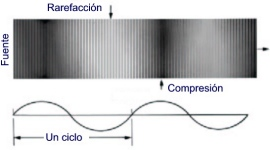 Rarefacción
Fuente
Compresión
Un ciclo